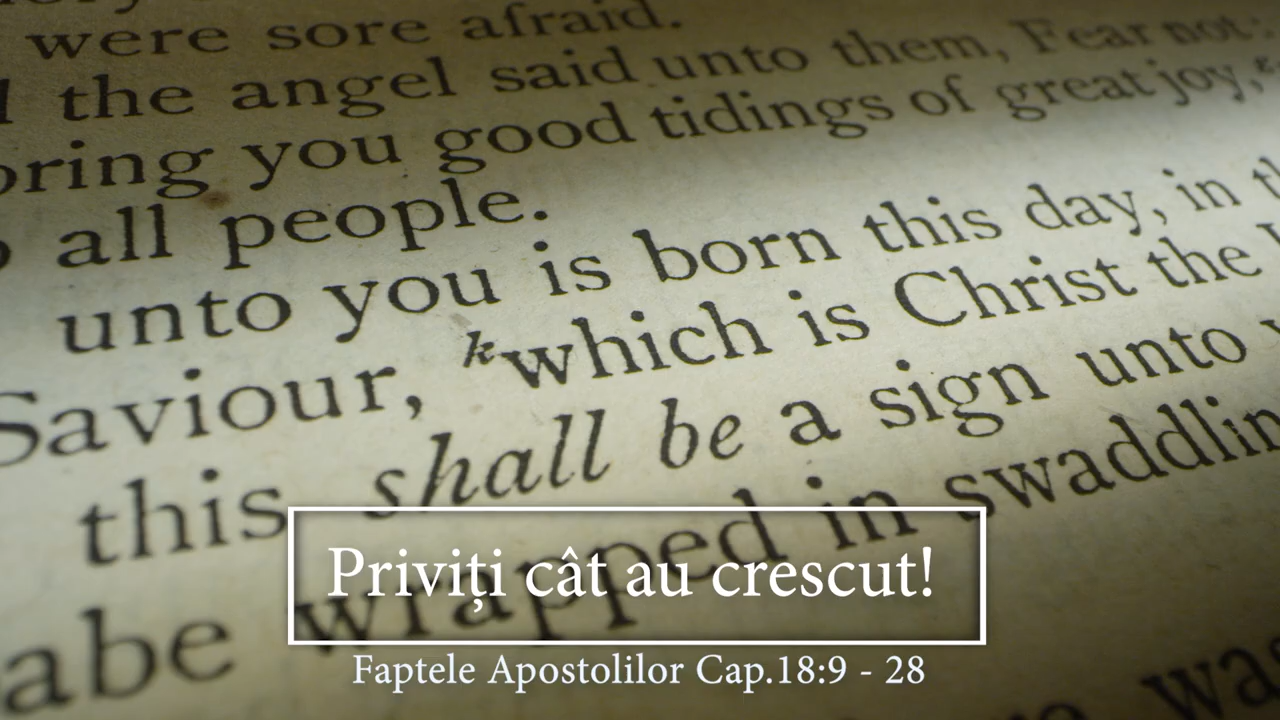 were sore afraid.
the angel said unto them, Fear not:
bring you good tidings of great joy,
all people.
unto you is born this day, in
Saviour, k which is Christ the
this shall be a sign unto
wrapped in swaddlin
abe
Priviți cât au crescut!
Faptele Apostolilor Cap.18:9 - 28